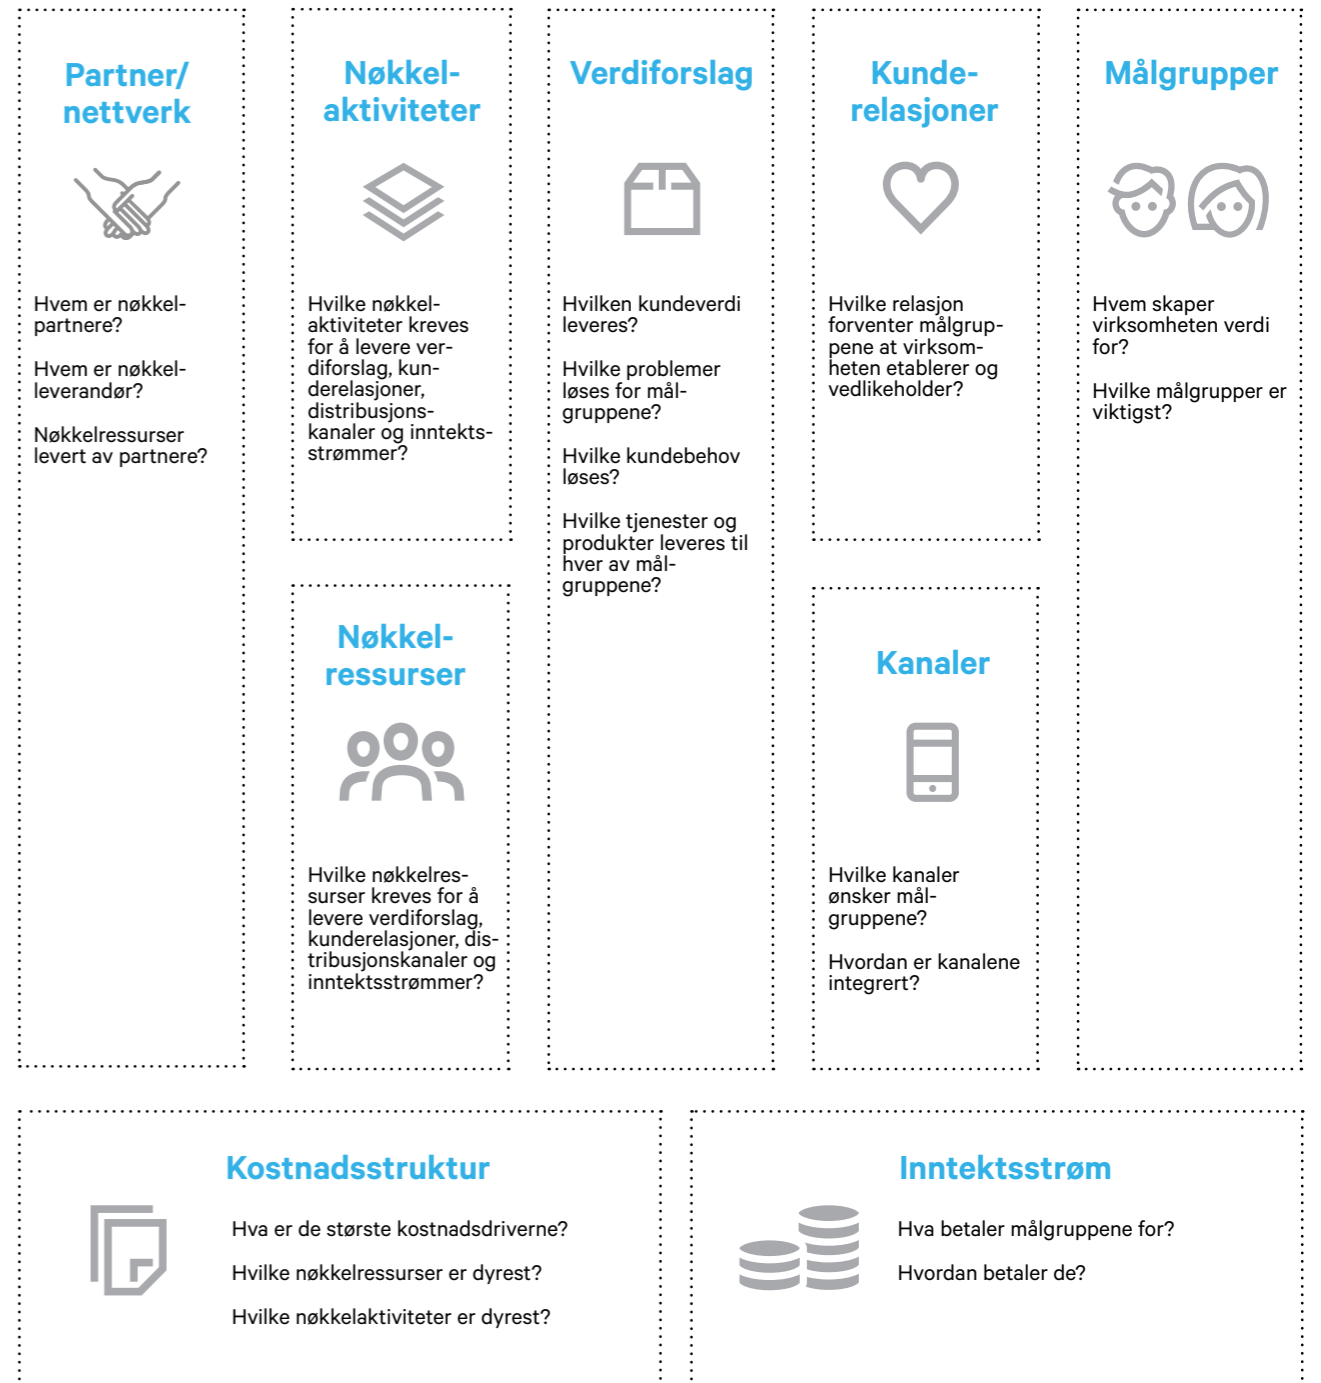 Partner/
nettverk
Hvem er nøkkel-
partnere?
Hvem er nøkkel-
leverandør?
Nøkkelressurser
levert av partnere?
Nøkkel-
aktiviteter
Hvilke nøkkel-
aktiviteter kreves
for å levere ver-
diforslag, kun-
derelasjoner,
distribusjons-
kanaler og inntekts-
strømmer?
Nøkkel-
ressurser
Hvilke nøkkelres-
surser kreves for å
levere verdiforslag,
kunderelasjoner, dis-
tribusjonskanaler og
inntektsstrømmer?
Verdiforslag
Hvilken kundeverdi
leveres?
Hvilke problemer
løses for mål-
gruppene?
Hvilke kundebehov
løses?
Hvilke tjenester og
produkter leveres til
hver av mål-
gruppene?
Kunde-
relasjoner
Hvilke relasjon
forventer målgrup-
pene at virksom-
heten etablerer og
vedlikeholder?
Kanaler
Hvilke kanaler
ønsker mål-
gruppene?
Hvordan er kanalene
integrert?
Målgrupper
Hvem skaper
virksomheten verdi
for?
Hvilke målgrupper er
viktigst?
Kostnadsstruktur
Hva er de største kostnadsdriverne?
Hvilke nøkkelressurser er dyrest?
Hvilke nøkkelaktiviteter er dyrest?
Inntektsstrøm
Hva betaler målgruppene for?
Hvordan betaler de?